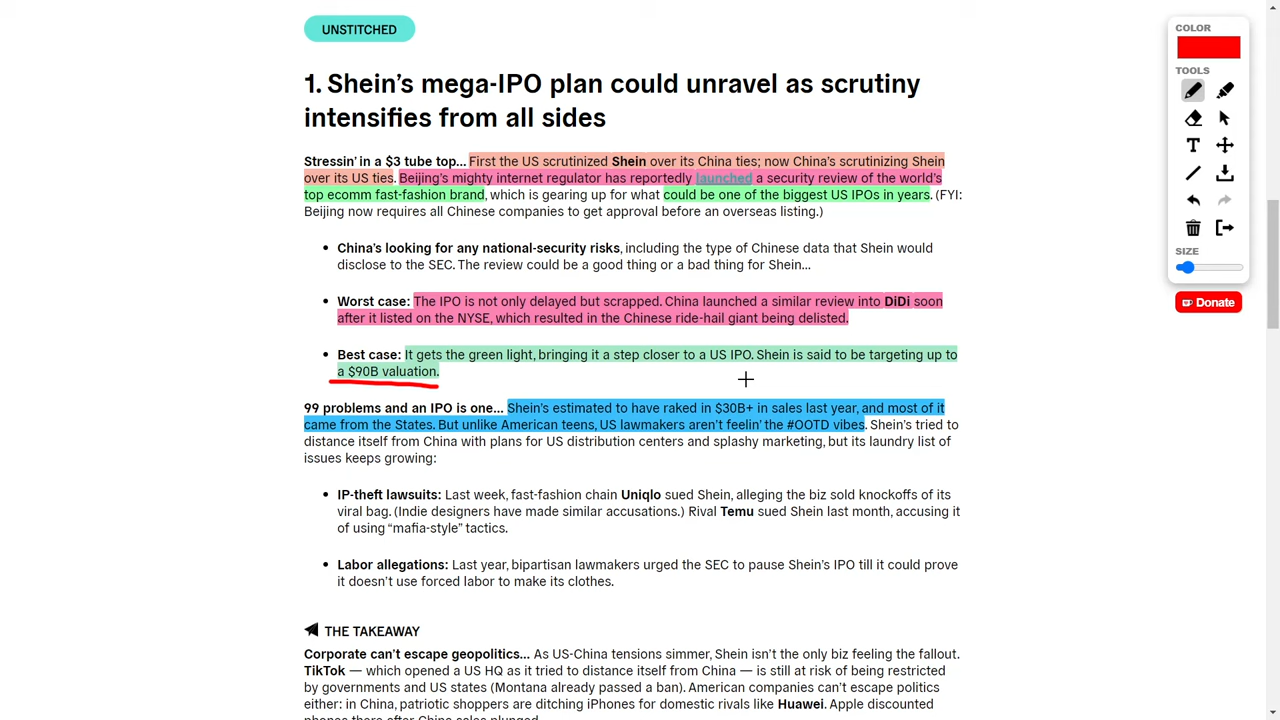 UNSTITCHED
1. Shein's mega-IPO plan could unravel as scrutiny
intensifies from all sides
Stressin' in a $3 tube top... First the US scrutinized Shein over its China ties; now China's scrutinizing Shein
over its US ties. Beijing's mighty internet regulator has reportedly launched a security review of the world's
top ecomm fast-fashion brand, which is gearing up for what could be one of the biggest US IPOs in years. (FYI:
Beijing now requires all Chinese companies to get approval before an overseas listing.)
• China's looking for any national-security risks, including the type of Chinese data that Shein would
disclose to the SEC. The review could be a good thing or a bad thing for Shein...
• Worst case: The IPO is not only delayed but scrapped. China launched a similar review into DiDi soon
after it listed on the NYSE, which resulted in the Chinese ride-hail giant being delisted.
• Best case: It gets the green light, bringing it a step closer to a US IPO. Shein is said to be targeting up to
a $90B valuation.
99 problems and an IPO is one... Shein's estimated to have raked in $30B+ in sales last year, and most of it
came from the States. But unlike American teens, US lawmakers aren't feelin' the #OOTD vibes. Shein's tried to
distance itself from China with plans for US distribution centers and splashy marketing, but its laundry list of
issues keeps growing:
• IP-theft lawsuits: Last week, fast-fashion chain Uniqlo sued Shein, alleging the biz sold knockoffs of its
viral bag. (Indie designers have made similar accusations.) Rival Temu sued Shein last month, accusing it
of using "mafia-style" tactics.
• Labor allegations: Last year, bipartisan lawmakers urged the SEC to pause Shein's IPO till it could prove
it doesn't use forced labor to make its clothes.
THE TAKEAWAY
Corporate can't escape geopolitics... As US-China tensions simmer, Shein isn't the only biz feeling the fallout.
TikTok — which opened a US HQ as it tried to distance itself from China — is still at risk of being restricted
by governments and US states (Montana already passed a ban). American companies can't escape politics
either: in China, patriotic shoppers are ditching iPhones for domestic rivals like Huawei. Apple discounted
phones there after China sales plunged.
COLOR
TOOLS
T
SIZE
Donate